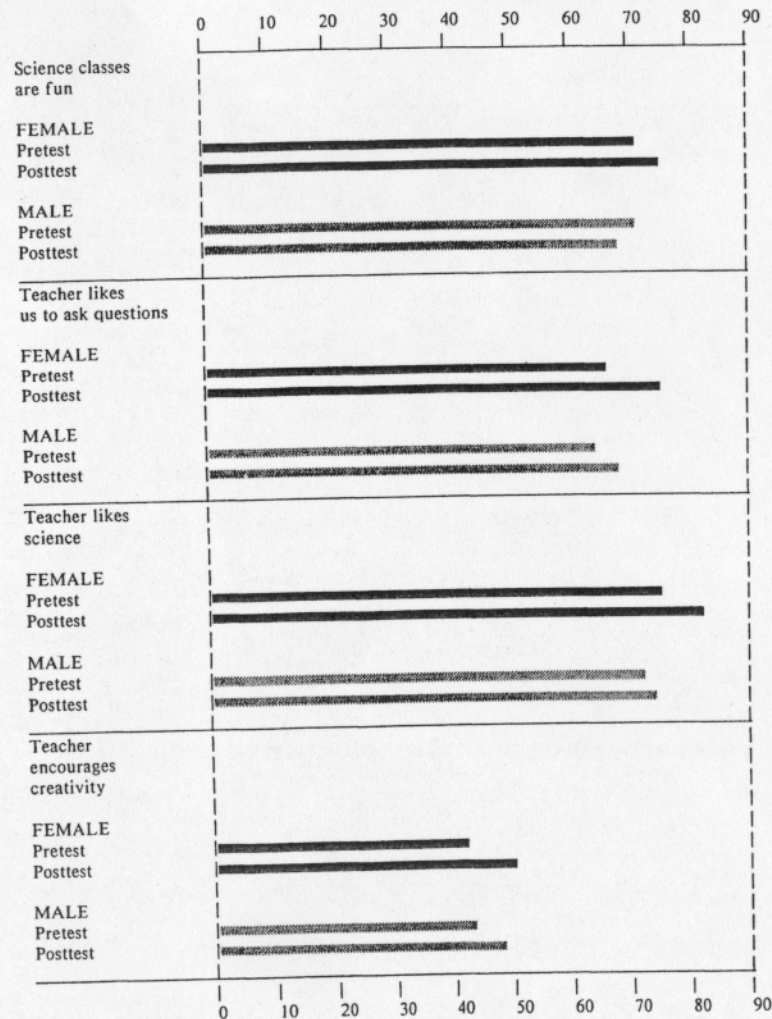 0 10 20 30 40 50 60 70 80 90
Science classes
are fun
FEMALE
Pretest
Posttest
MALE
Pretest
Posttest
Teacher likes
us to ask questions
FEMALE
Pretest
Posttest
MALE
Pretest
Posttest
Teacher likes
science
FEMALE
Pretest
Posttest
MALE
Pretest
Posttest
Teacher
encourages
creativity
FEMALE
Pretest
Posttest
MALE
Pretest
Posttest
0 10 20 30 40 50 60 70 80 90